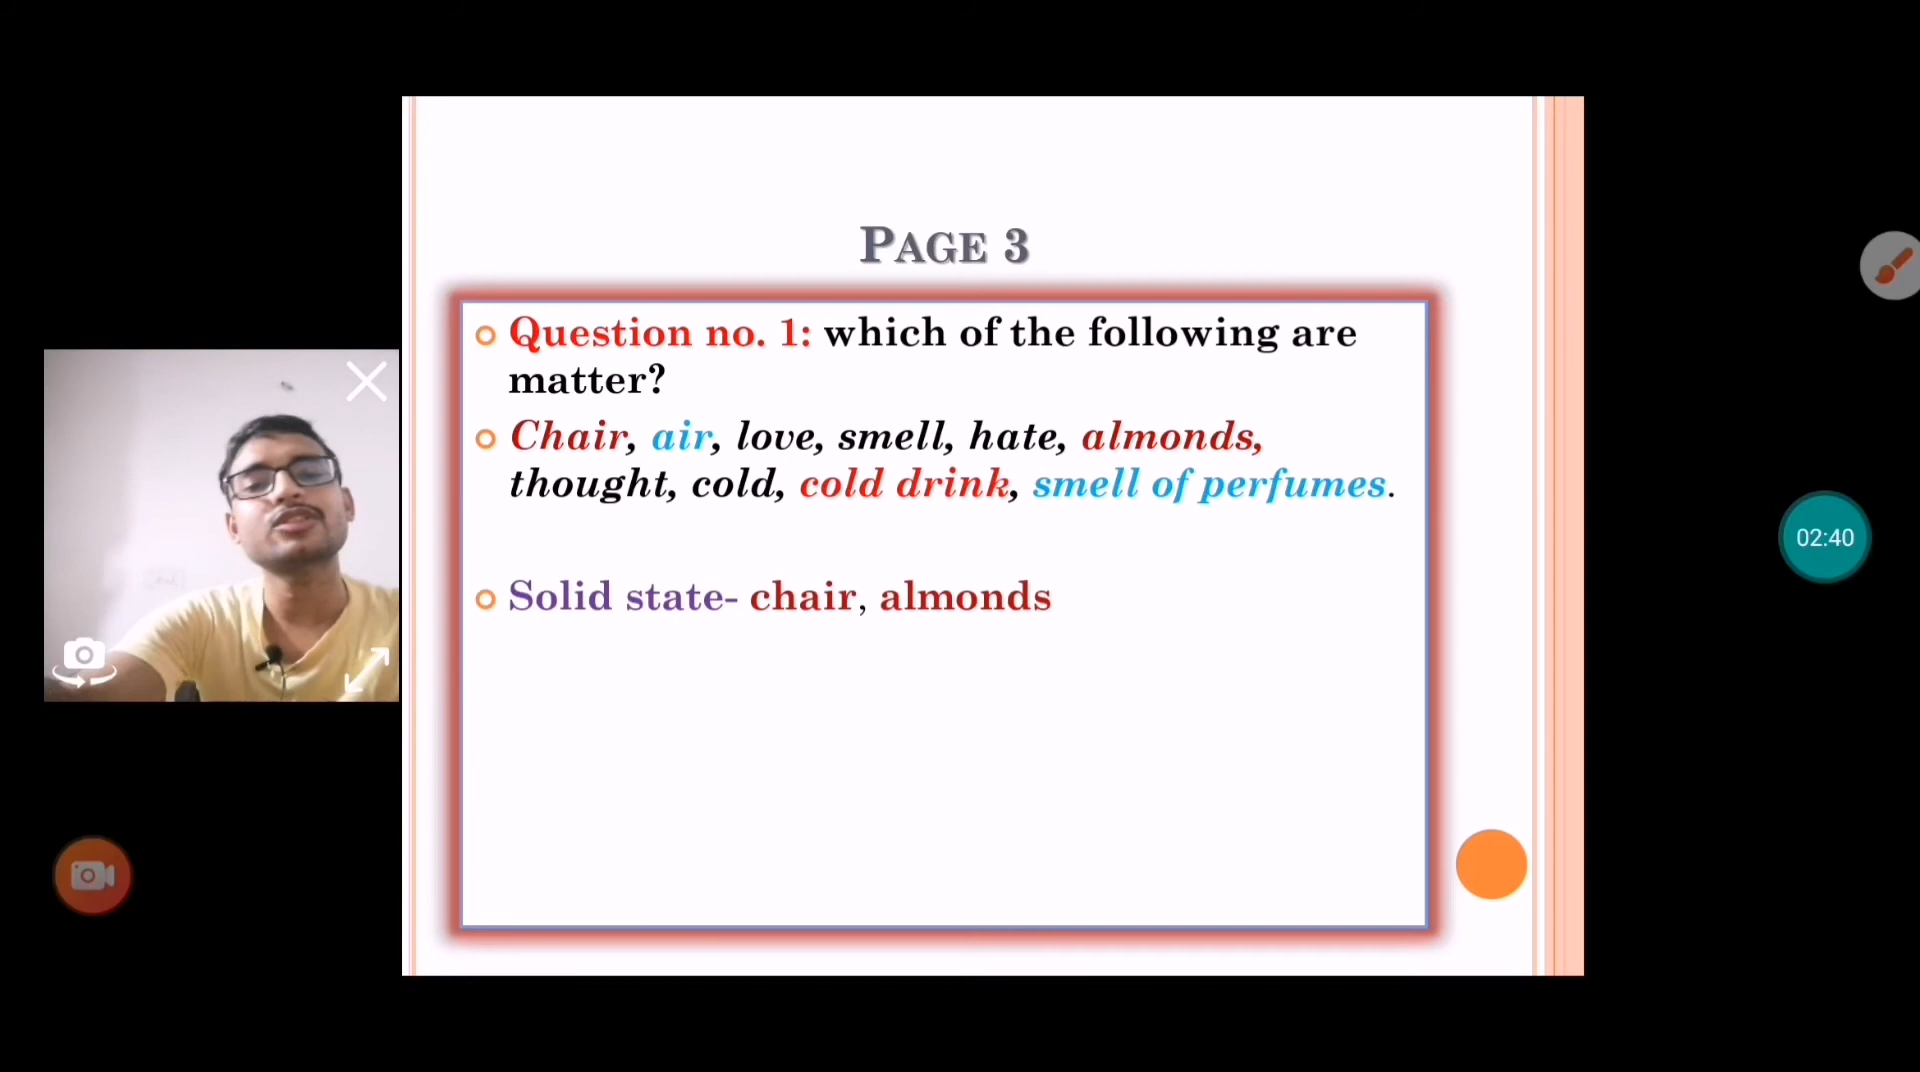 PAGE 3
Question no. 1: which of the following are
matter?
Chair, air, love, smell, hate, almonds,
thought, cold, cold drink, smell of perfumes.
Solid state- chair, almonds
02:40